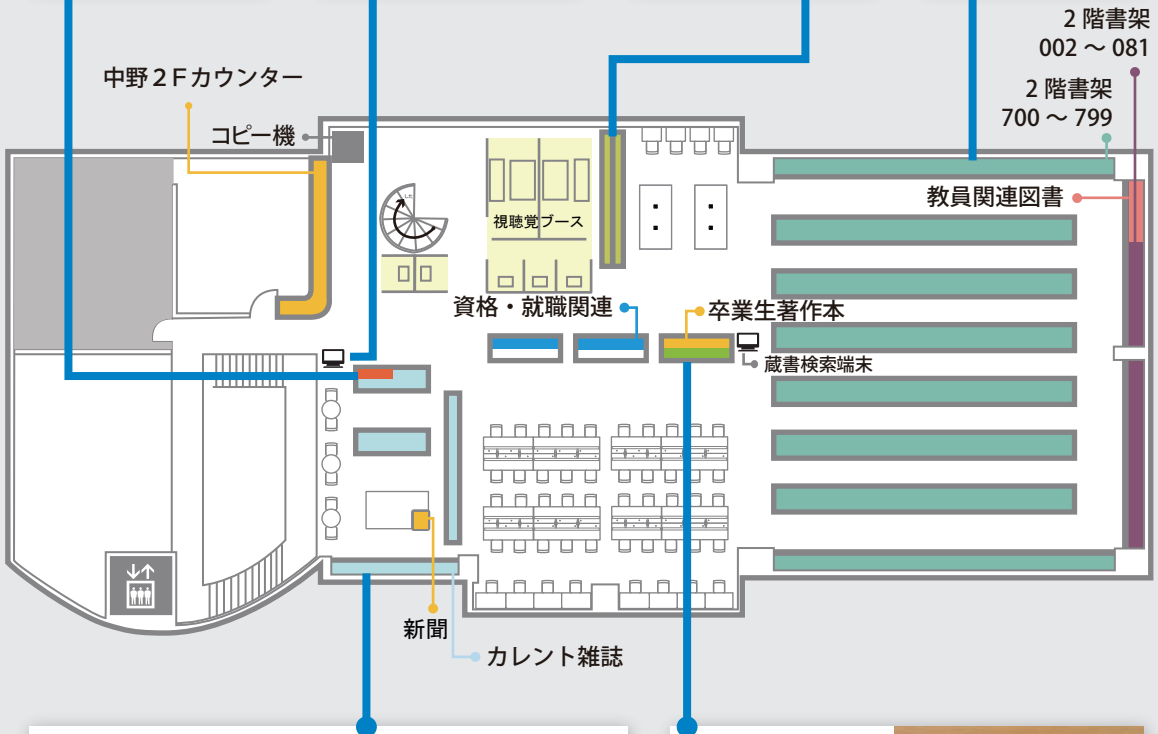 2 階書架
002 ~ 081
中野２Fカウンター
2 階書架
700 ~ 799
コピー機
教員関連図書
視聴覚ブース
資格・就職関連
卒業生著作本
蔵書検索端末
新聞
カレント雑誌